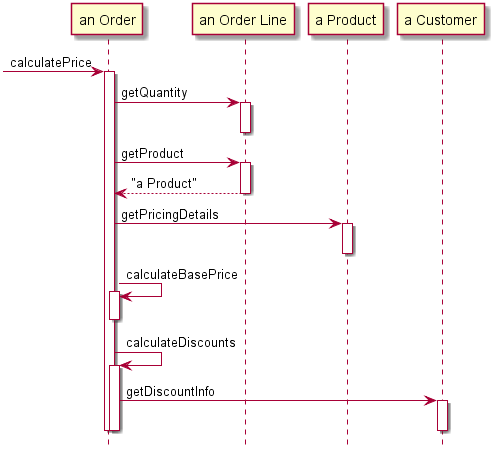 an Order
an Order Line
a Product
a Customer
calculatePrice
getQuantity
getProduct
"a Product"
getPricingDetails
calculateBasePrice
calculateDiscounts
getDiscountInfo